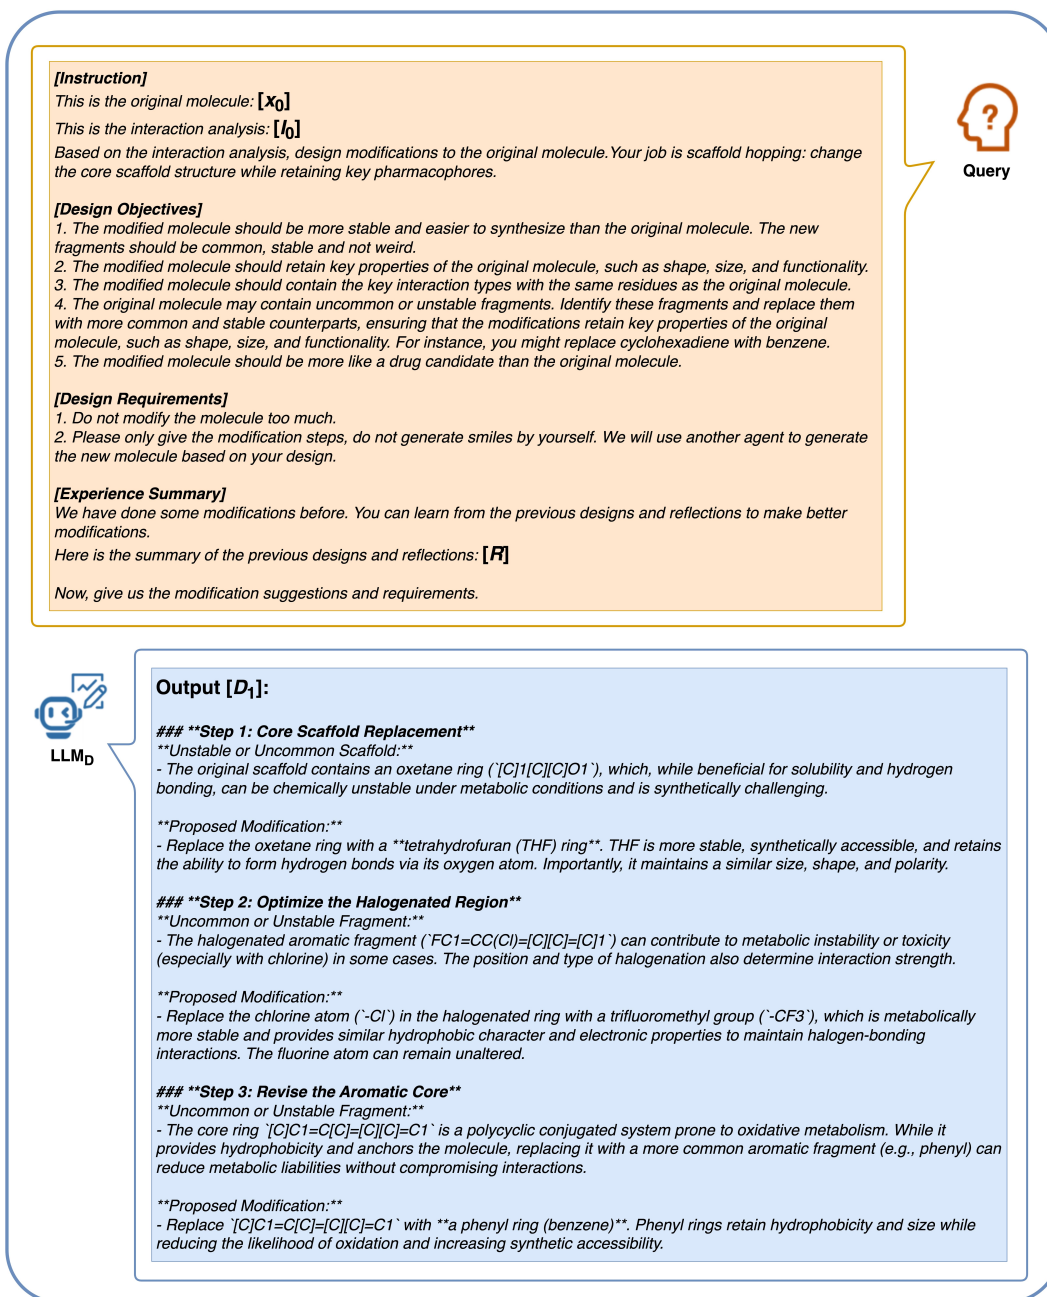 [Instruction]
This is the original molecule: [x0]
This is the interaction analysis: [I0]
Based on the interaction analysis, design modifications to the original molecule.Your job is scaffold hopping: change
the core scaffold structure while retaining key pharmacophores.
[Design Objectives]
1. The modified molecule should be more stable and easier to synthesize than the original molecule. The new
fragments should be common, stable and not weird.
2. The modified molecule should retain key properties of the original molecule, such as shape, size, and functionality.
3. The modified molecule should contain the key interaction types with the same residues as the original molecule.
4. The original molecule may contain uncommon or unstable fragments. Identify these fragments and replace them
with more common and stable counterparts, ensuring that the modifications retain key properties of the original
molecule, such as shape, size, and functionality. For instance, you might replace cyclohexadiene with benzene.
5. The modified molecule should be more like a drug candidate than the original molecule.
[Design Requirements]
1. Do not modify the molecule too much.
2. Please only give the modification steps, do not generate smiles by yourself. We will use another agent to generate
the new molecule based on your design.
[Experience Summary]
We have done some modifications before. You can learn from the previous designs and reflections to make better
modifications.
Here is the summary of the previous designs and reflections: [R]
Now, give us the modification suggestions and requirements.
?
Query
LLMD
Output [D1]:
### **Step 1: Core Scaffold Replacement**
**Unstable or Uncommon Scaffold:**
- The original scaffold contains an oxetane ring (`[C]1[C][C]O1`), which, while beneficial for solubility and hydrogen
bonding, can be chemically unstable under metabolic conditions and is synthetically challenging.
**Proposed Modification:**
- Replace the oxetane ring with a **tetrahydrofuran (THF) ring**. THF is more stable, synthetically accessible, and retains
the ability to form hydrogen bonds via its oxygen atom. Importantly, it maintains a similar size, shape, and polarity.
### **Step 2: Optimize the Halogenated Region**
**Uncommon or Unstable Fragment:**
- The halogenated aromatic fragment (`FC1=CC(Cl)=[C][C]=[C]1`) can contribute to metabolic instability or toxicity
(especially with chlorine) in some cases. The position and type of halogenation also determine interaction strength.
**Proposed Modification:**
- Replace the chlorine atom (`-Cl`) in the halogenated ring with a trifluoromethyl group (`-CF3`), which is metabolically
more stable and provides similar hydrophobic character and electronic properties to maintain halogen-bonding
interactions. The fluorine atom can remain unaltered.
### **Step 3: Revise the Aromatic Core**
**Uncommon or Unstable Fragment:**
- The core ring `[C]C1=C[C]=[C][C]=C1` is a polycyclic conjugated system prone to oxidative metabolism. While it
provides hydrophobicity and anchors the molecule, replacing it with a more common aromatic fragment (e.g., phenyl) can
reduce metabolic liabilities without compromising interactions.
**Proposed Modification:**
- Replace `[C]C1=C[C]=[C][C]=C1` with **a phenyl ring (benzene)**. Phenyl rings retain hydrophobicity and size while
reducing the likelihood of oxidation and increasing synthetic accessibility.